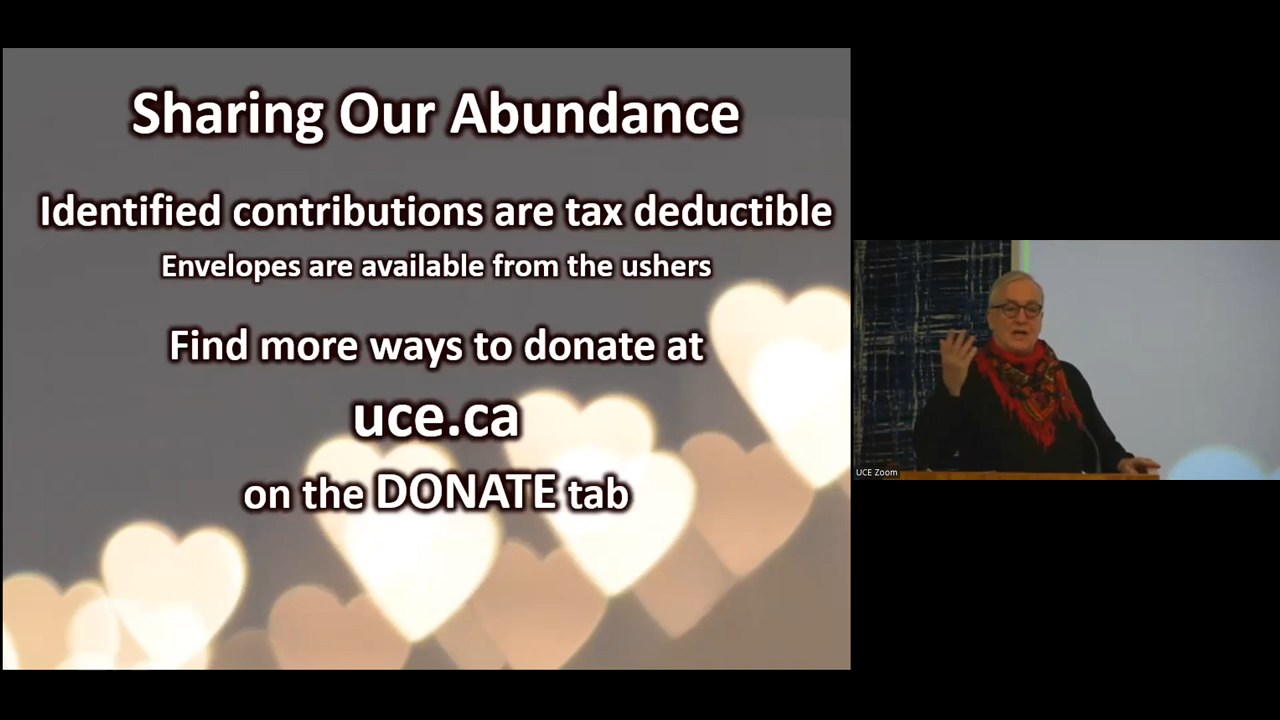 Sharing Our Abundance
Identified contributions are tax deductible
Envelopes are available from the ushers
Find more ways to donate at
uce.ca
on the DONATE tab
UCE Zoom